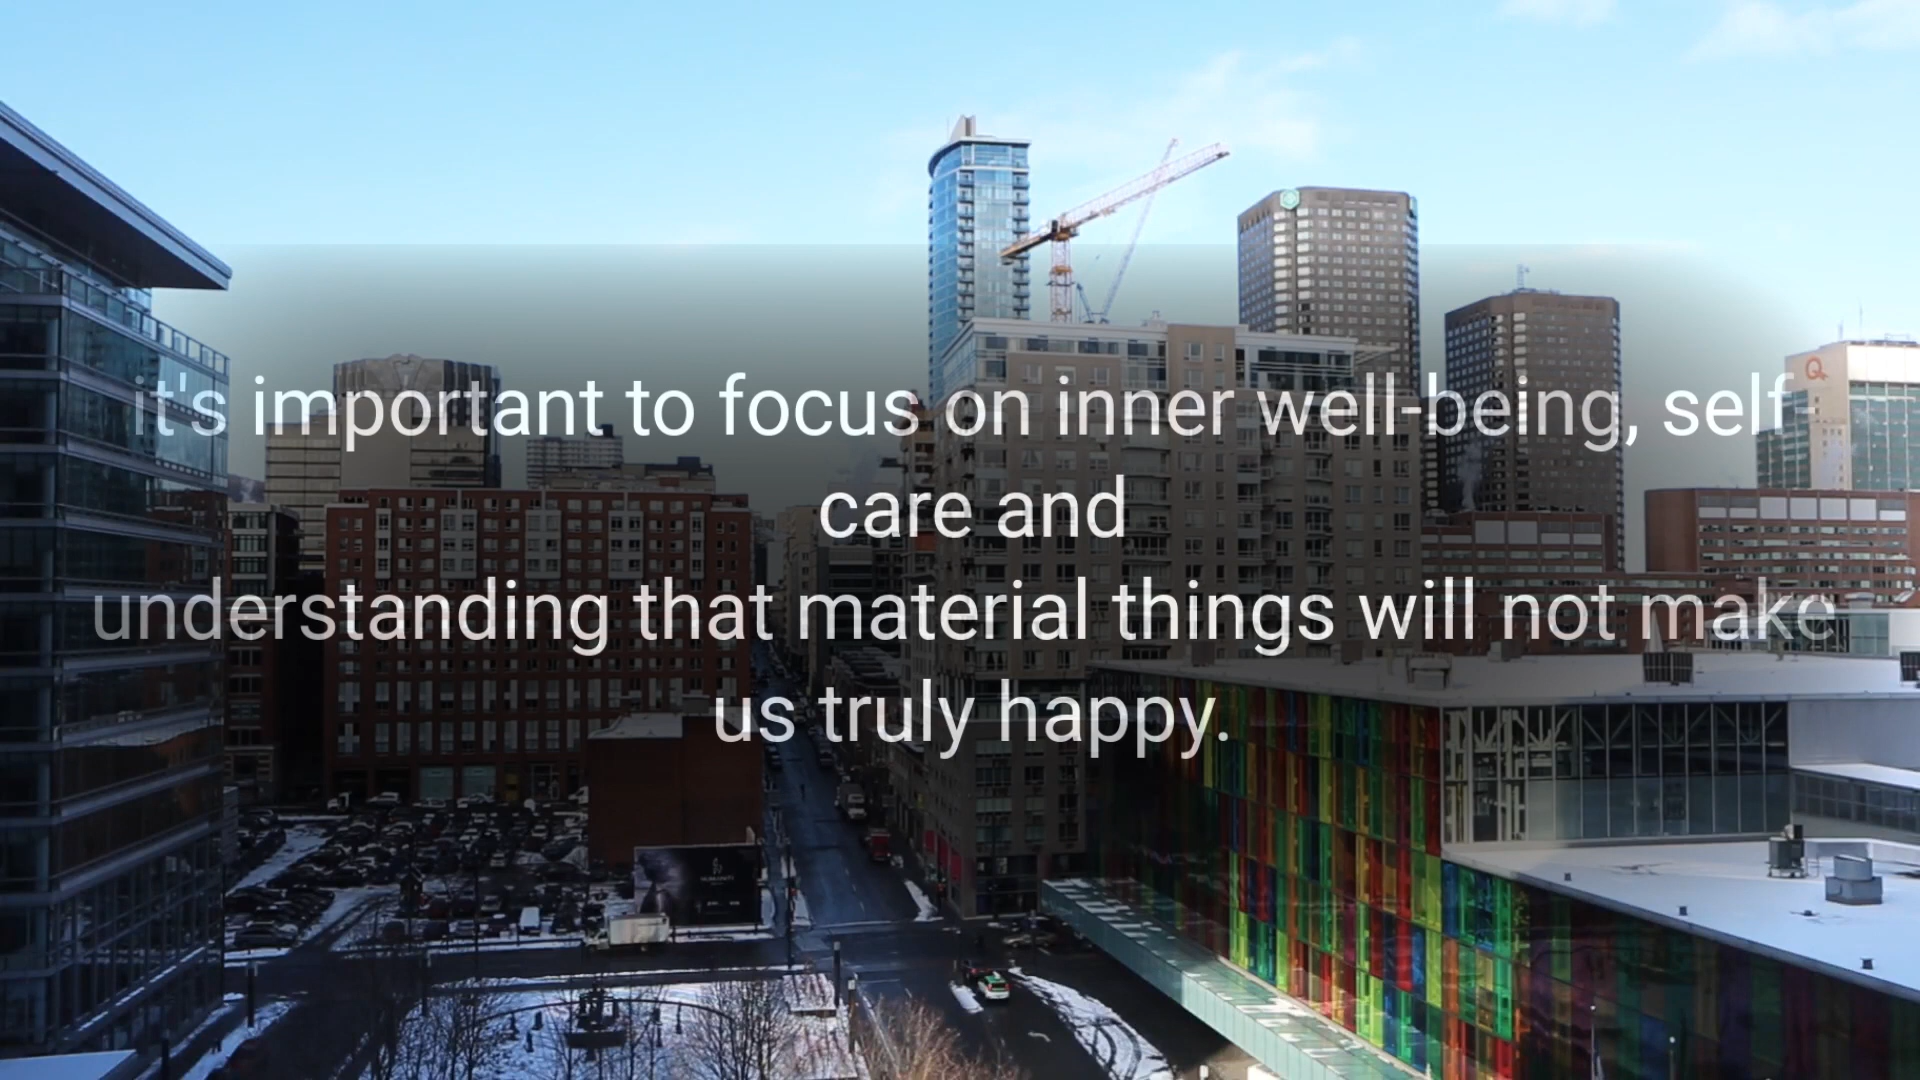 it's important to focus on inner well-being, self-
care and
understanding that material things will not make
us truly happy.